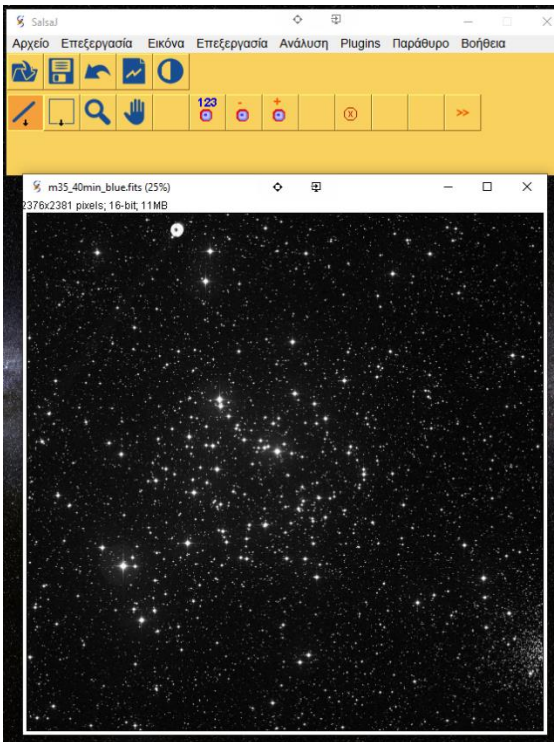 SalsaJ
Αρχείο Επεξεργασία Εικόνα Επεξεργασία Ανάλυση Plugins Παράθυρο Βοήθεια
123
- +
x >>
m35_40min_blue.fits (25%)
2376x2381 pixels; 16-bit; 11MB